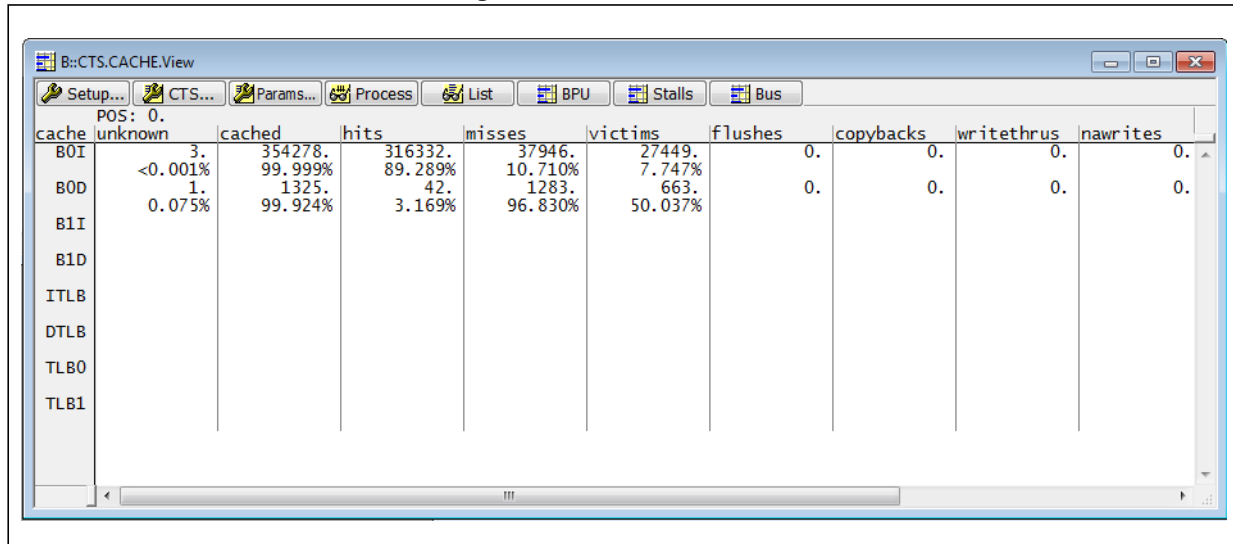 B::CTS.CACHE.View
Setup... CTS... Params... Process List BPU Stalls Bus
POS: 0.
cache unknown cached hits misses victims flushes copybacks writethrus nawrites
B0I 3. 354278. 316332. 37946. 27449. 0. 0. 0. 0.
<0.001% 99.999% 89.289% 10.710% 7.747%
B0D 1. 1325. 42. 1283. 663. 0. 0. 0. 0.
0.075% 99.924% 3.169% 96.830% 50.037%
B1I
B1D
ITLB
DTLB
TLB0
TLB1